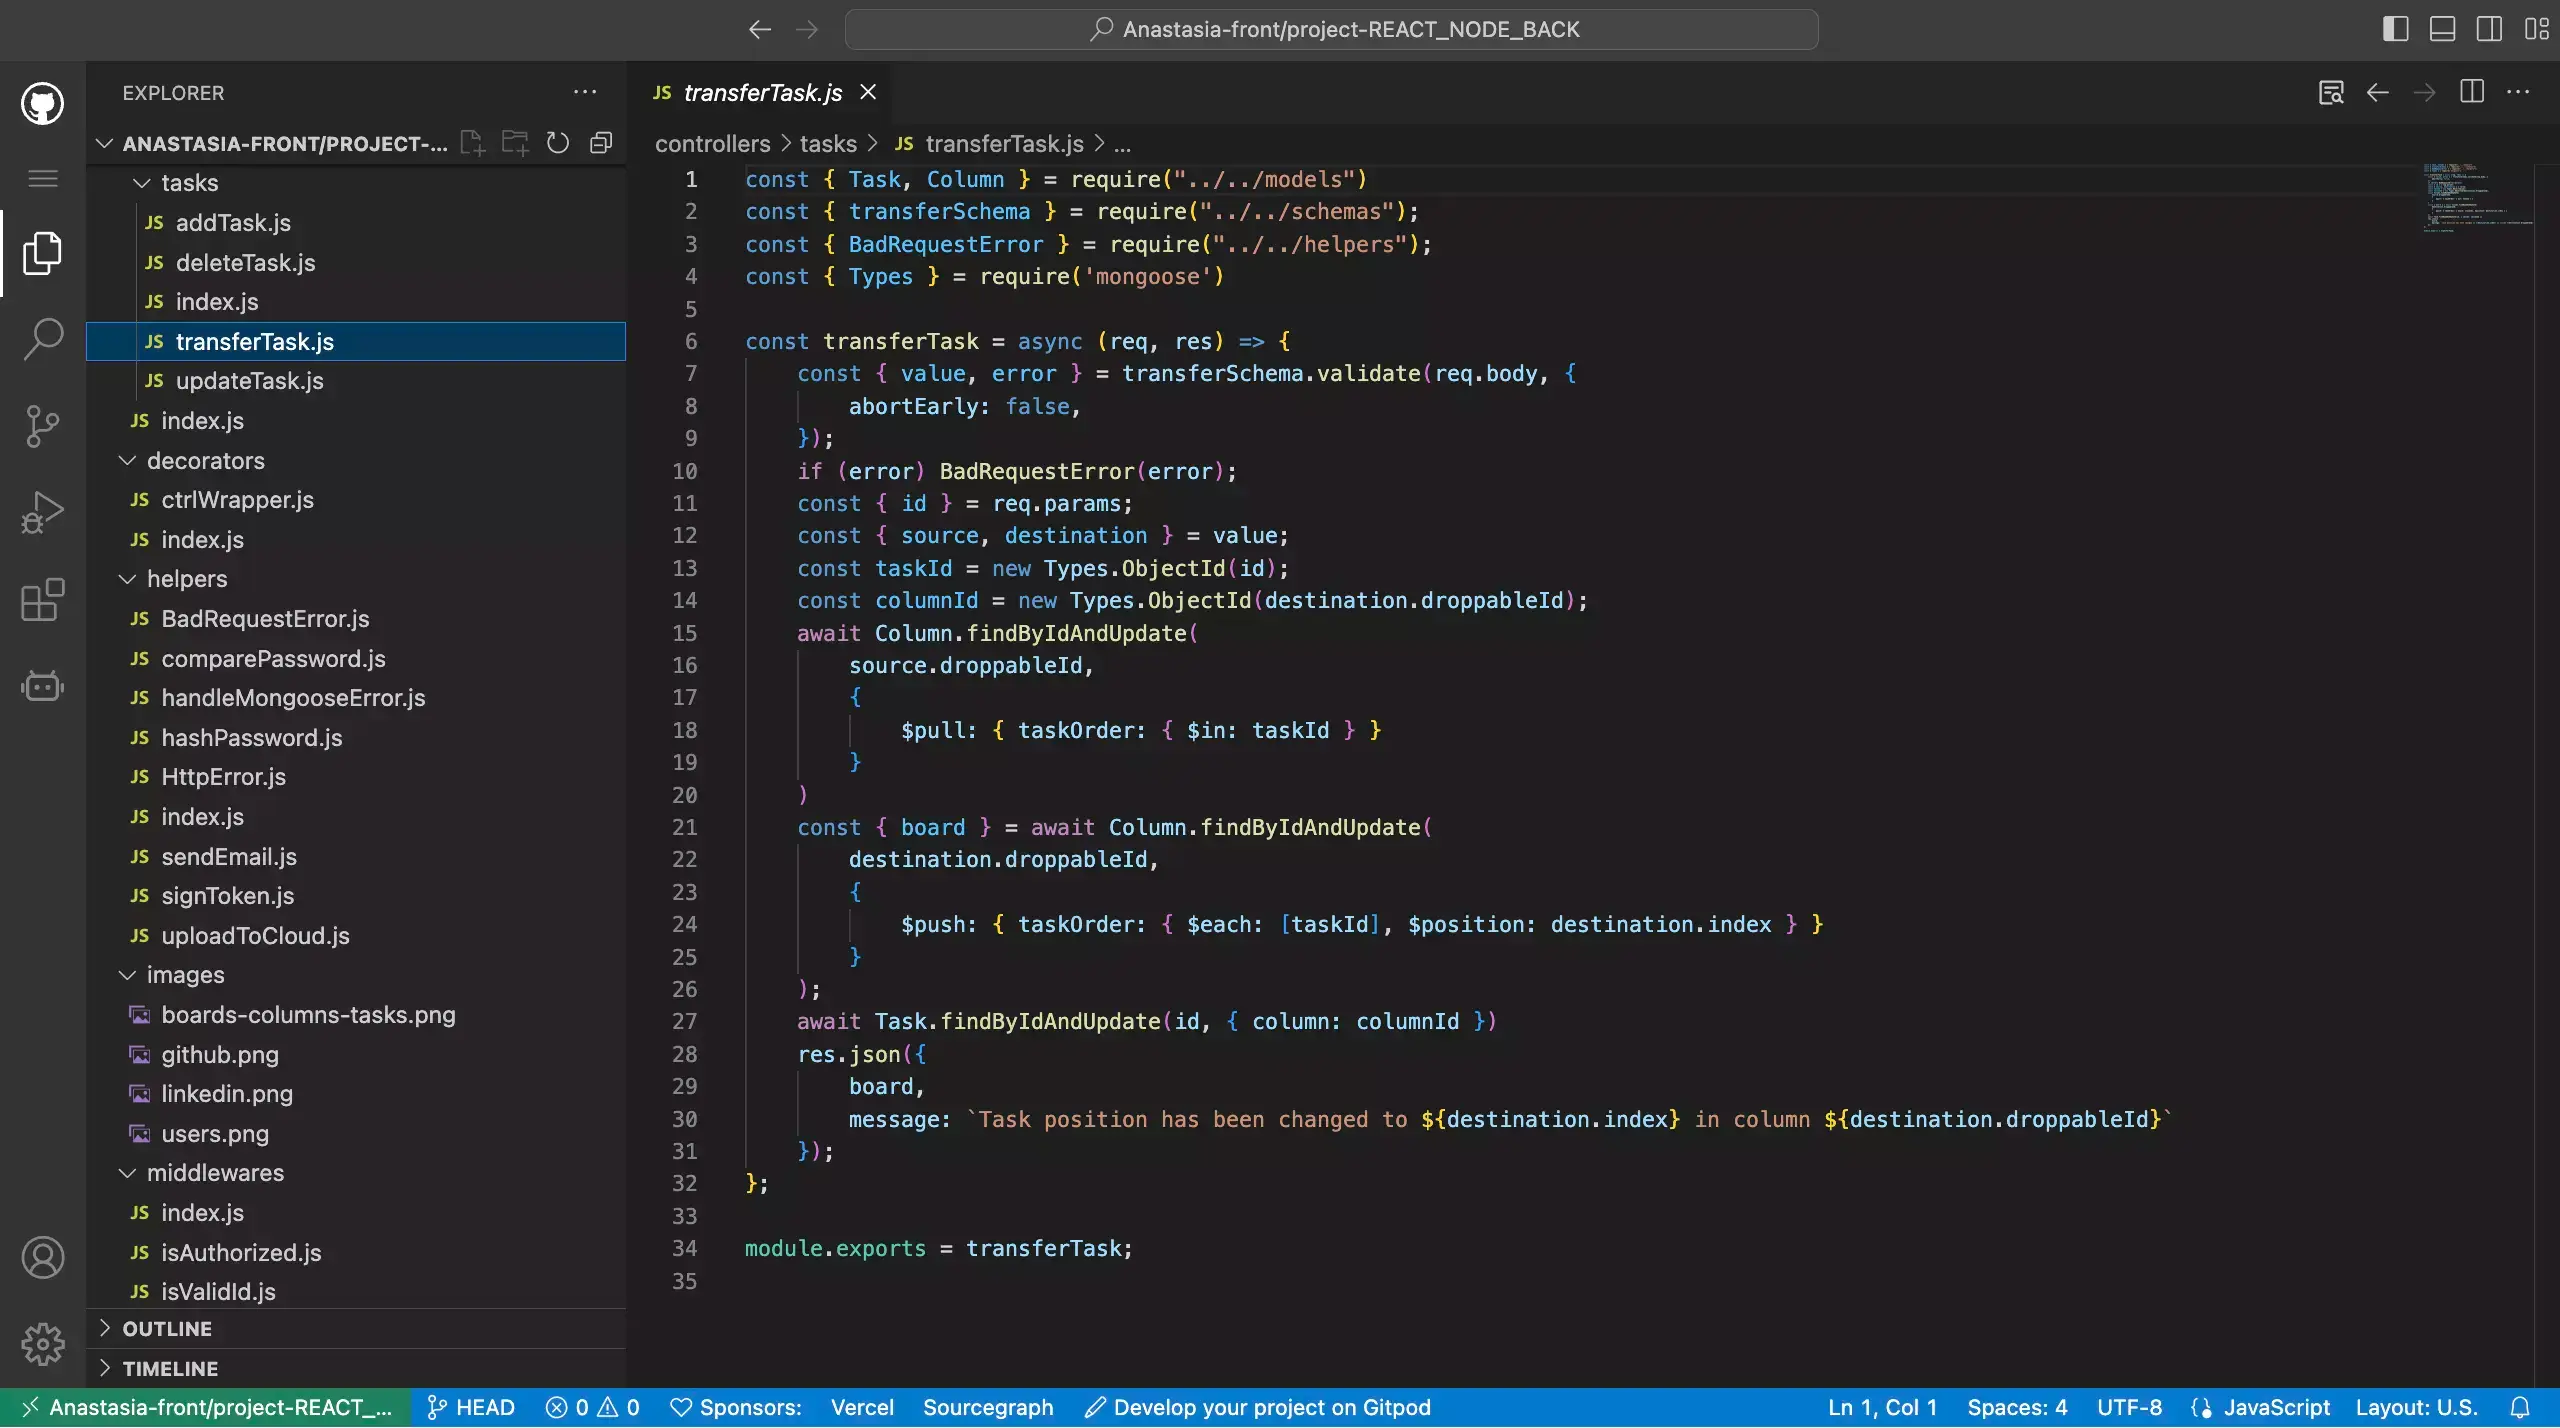 Anastasia-front/project-REACT_NODE_BACK
EXPLORER
ANASTASIA-FRONT/PROJECT-...
tasks
JS addTask.js
JS deleteTask.js
JS index.js
JS transferTask.js
JS updateTask.js
JS index.js
decorators
JS ctrlWrapper.js
JS index.js
helpers
JS BadRequestError.js
JS comparePassword.js
JS handleMongooseError.js
JS hashPassword.js
JS HttpError.js
JS index.js
JS sendEmail.js
JS signToken.js
JS uploadToCloud.js
images
boards-columns-tasks.png
github.png
linkedin.png
users.png
middlewares
JS index.js
JS isAuthorized.js
JS isValidId.js
OUTLINE
TIMELINE
JS transferTask.js
controllers > tasks > JS transferTask.js > ...
1 const { Task, Column } = require("../../models")
2 const { transferSchema } = require("../../schemas");
3 const { BadRequestError } = require("../../helpers");
4 const { Types } = require('mongoose')
5
6 const transferTask = async (req, res) => {
7 const { value, error } = transferSchema.validate(req.body, {
8 abortEarly: false,
9 });
10 if (error) BadRequestError(error);
11 const { id } = req.params;
12 const { source, destination } = value;
13 const taskId = new Types.ObjectId(id);
14 const columnId = new Types.ObjectId(destination.droppableId);
15 await Column.findByIdAndUpdate(
16 source.droppableId,
17 {
18 $pull: { taskOrder: { $in: taskId } }
19 }
20 )
21 const { board } = await Column.findByIdAndUpdate(
22 destination.droppableId,
23 {
24 $push: { taskOrder: { $each: [taskId], $position: destination.index } }
25 }
26 );
27 await Task.findByIdAndUpdate(id, { column: columnId })
28 res.json({
29 board,
30 message: `Task position has been changed to ${destination.index} in column ${destination.droppableId}`
31 });
32 };
33
34 module.exports = transferTask;
35
Anastasia-front/project-REACT_... HEAD 0 0 Sponsors: Vercel Sourcegraph Develop your project on Gitpod Ln 1, Col 1 Spaces: 4 UTF-8 JavaScript Layout: U.S.